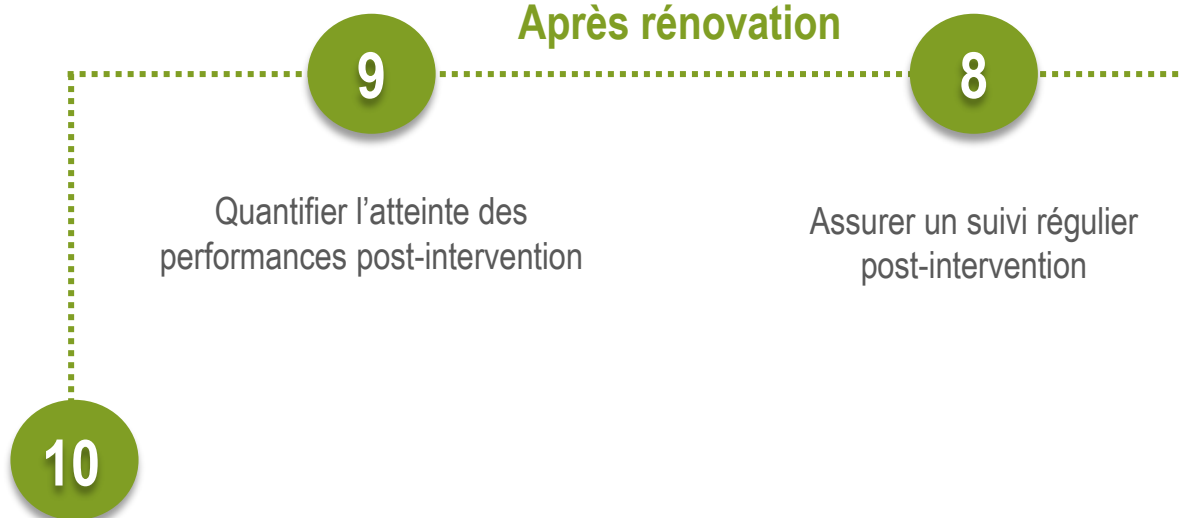 Après rénovation
9
8
Quantifier l’atteinte des
performances post-intervention
Assurer un suivi régulier
post-intervention
10